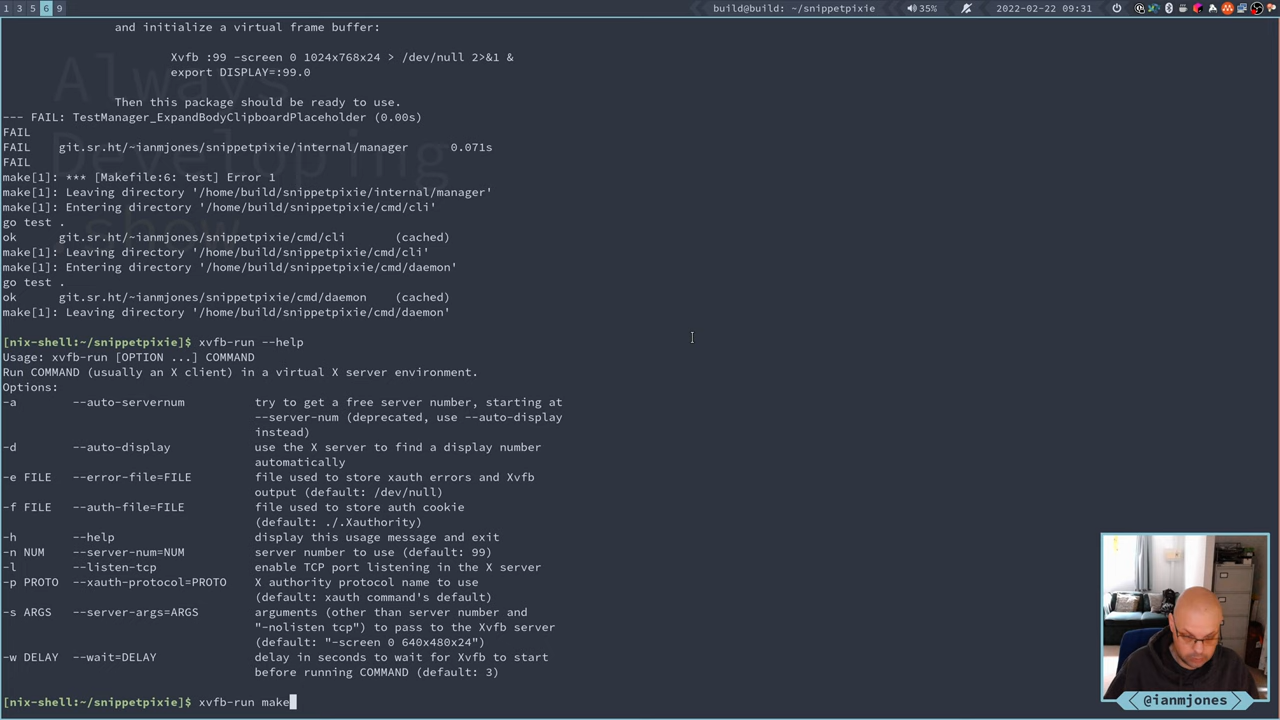 1 3 5 6 9
build@build: ~/snippetpixie
35%
2022-02-22 09:31
and initialize a virtual frame buffer:
Xvfb :99 -screen 0 1024x768x24 > /dev/null 2>&1 &
export DISPLAY=:99.0
Always
Then this package should be ready to use.
--- FAIL: TestManager_ExpandBodyClipboardPlaceholder (0.00s)
FAIL
FAIL git.sr.ht/~ianmjones/snippetpixie/internal/manager 0.071s
Developing
FAIL
make[1]: *** [Makefile:6: test] Error 1
make[1]: Leaving directory '/home/build/snippetpixie/internal/manager'
make[1]: Entering directory '/home/build/snippetpixie/cmd/cli'
go test .
show
ok git.sr.ht/~ianmjones/snippetpixie/cmd/cli (cached)
make[1]: Leaving directory '/home/build/snippetpixie/cmd/cli'
make[1]: Entering directory '/home/build/snippetpixie/cmd/daemon'
go test .
ok git.sr.ht/~ianmjones/snippetpixie/cmd/daemon (cached)
make[1]: Leaving directory '/home/build/snippetpixie/cmd/daemon'
[nix-shell:~/snippetpixie]$ xvfb-run --help
Usage: xvfb-run [OPTION ...] COMMAND
Run COMMAND (usually an X client) in a virtual X server environment.
Options:
-a --auto-servernum try to get a free server number, starting at
--server-num (deprecated, use --auto-display
instead)
-d --auto-display use the X server to find a display number
automatically
-e FILE --error-file=FILE file used to store xauth errors and Xvfb
output (default: /dev/null)
-f FILE --auth-file=FILE file used to store auth cookie
(default: ./.Xauthority)
-h --help display this usage message and exit
-n NUM --server-num=NUM server number to use (default: 99)
-l --listen-tcp enable TCP port listening in the X server
-p PROTO --xauth-protocol=PROTO X authority protocol name to use
(default: xauth command's default)
-s ARGS --server-args=ARGS arguments (other than server number and
"-nolisten tcp") to pass to the Xvfb server
(default: "-screen 0 640x480x24")
-w DELAY --wait=DELAY delay in seconds to wait for Xvfb to start
before running COMMAND (default: 3)
[nix-shell:~/snippetpixie]$ xvfb-run make
@ianmjones